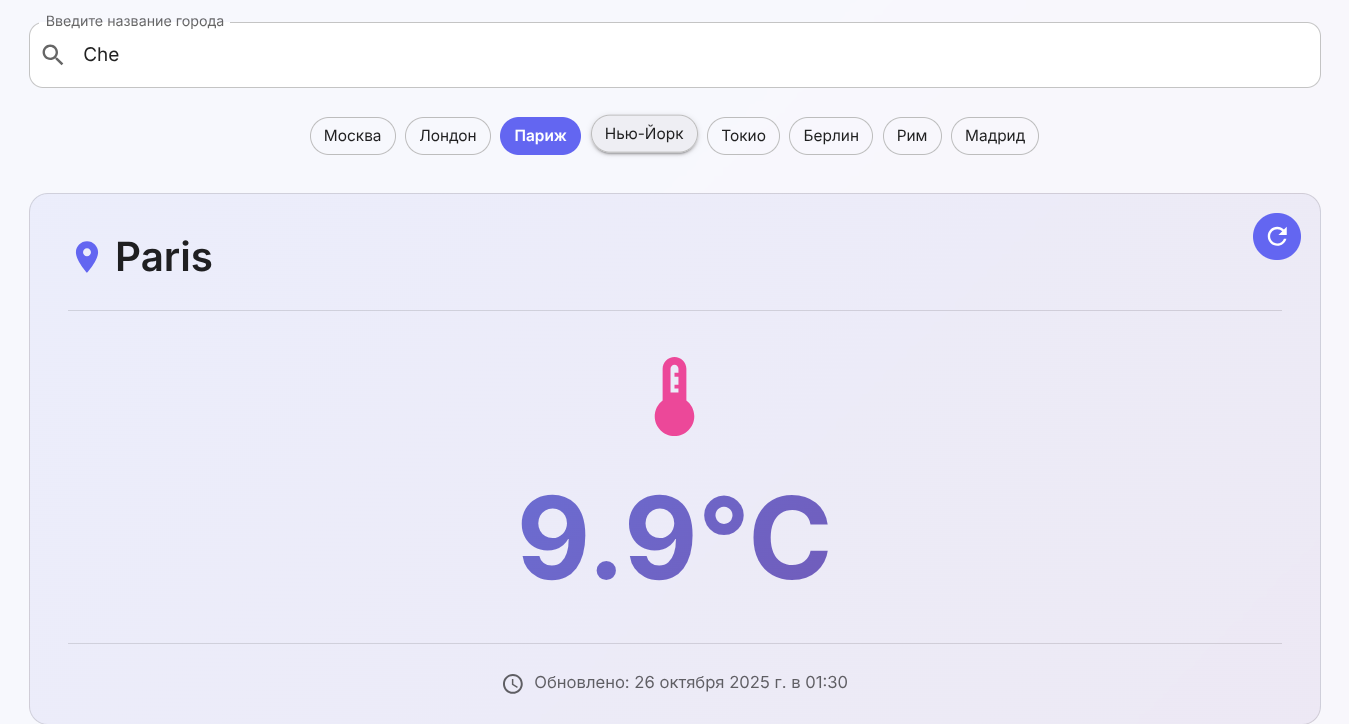 Введите название города
Che
Москва Лондон Париж Нью-Йорк Токио Берлин Рим Мадрид
Paris
9.9°C
Обновлено: 26 октября 2025 г. в 01:30